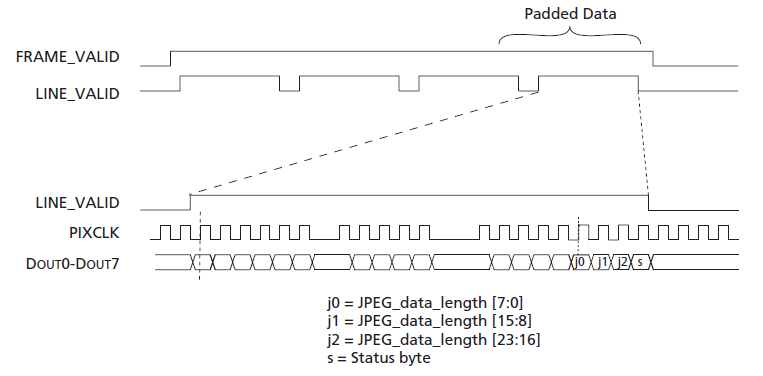 Padded Data
FRAME_VALID
LINE_VALID
LINE_VALID
PIXCLK
DOUT0-DOUT7
j0 j1 j2 s
j0 = JPEG_data_length [7:0]
j1 = JPEG_data_length [15:8]
j2 = JPEG_data_length [23:16]
s = Status byte